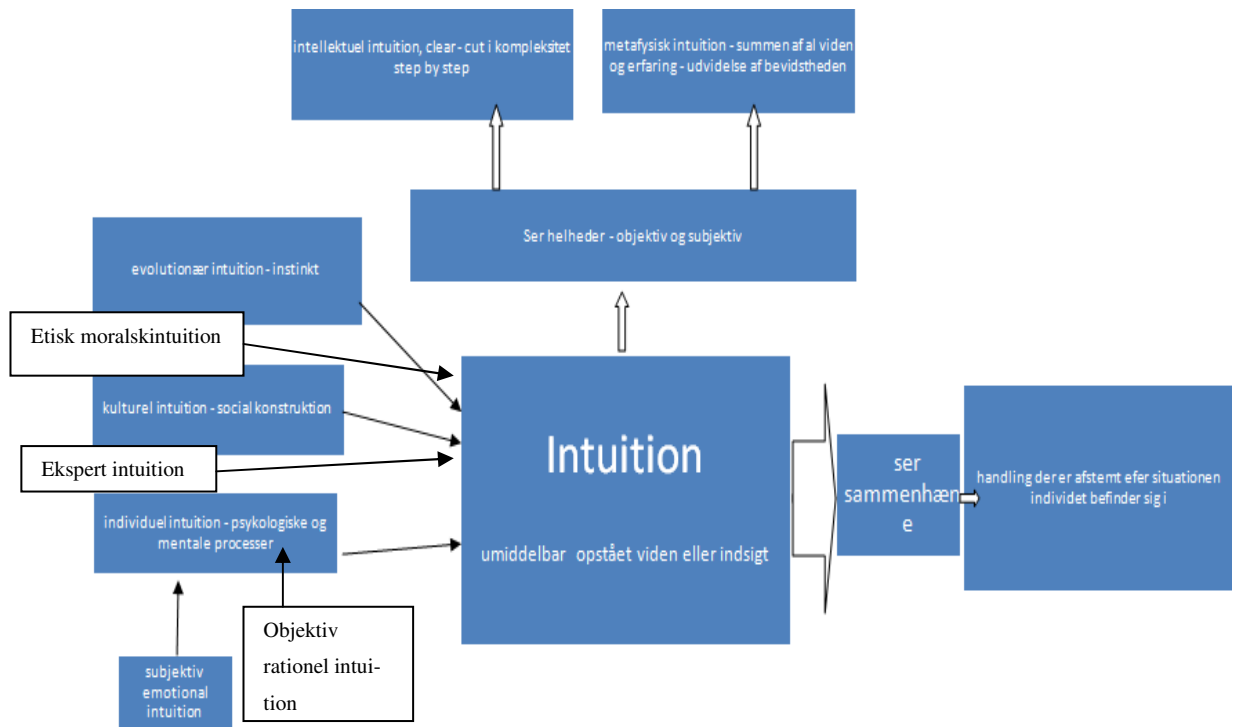 intellektuel intuition, clear - cut i kompleksitet
step by step
metafysisk intuition - summen af al viden
og erfaring - udvidelse af bevidstheden
Ser helheder - objektiv og subjektiv
evolutionær intuition - instinkt
Etisk moralskintuition
kulturel intuition - social konstruktion
Ekspert intuition
individuel intuition - psykologiske og
mentale processer
subjektiv
emotional
intuition
Objektiv
rationel intui-
tion
Intuition
umiddelbar opstået viden eller indsigt
ser
sammenhæn
e
handling der er afstemt efer situationen
individet befinder sig i